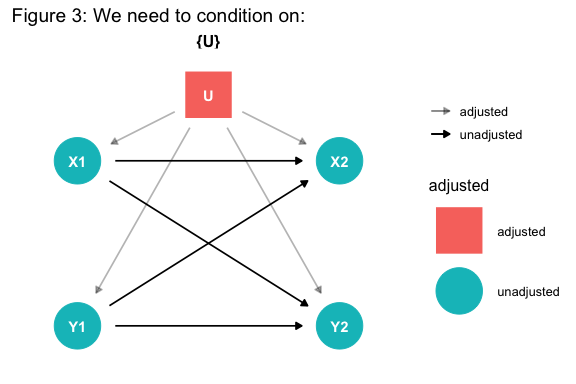 Figure 3: We need to condition on:
{U}
U
X1
X2
Y1
Y2
adjusted
unadjusted
adjusted
adjusted
unadjusted